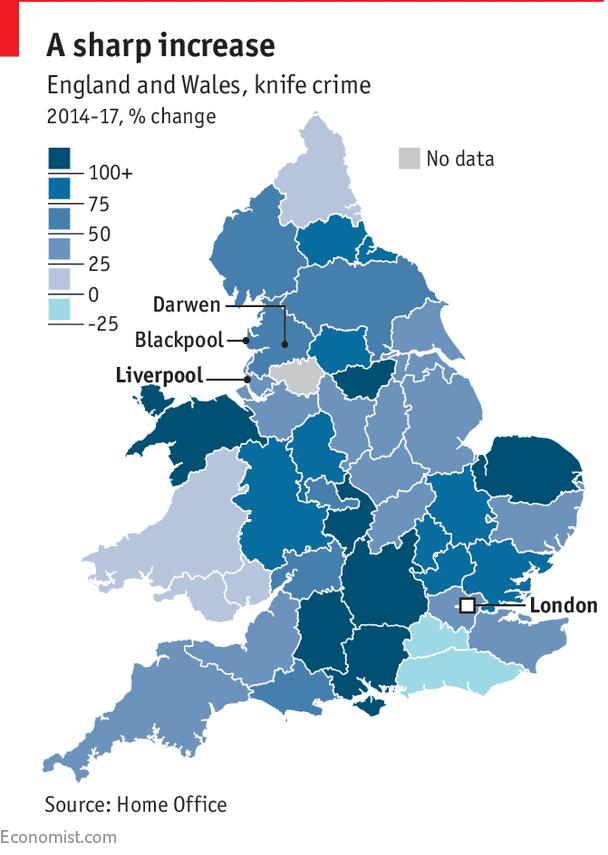 A sharp increase
England and Wales, knife crime
2014-17, % change
100+
75
50
25
0
-25
No data
Darwen
Blackpool
Liverpool
London
Source: Home Office
Economist.com